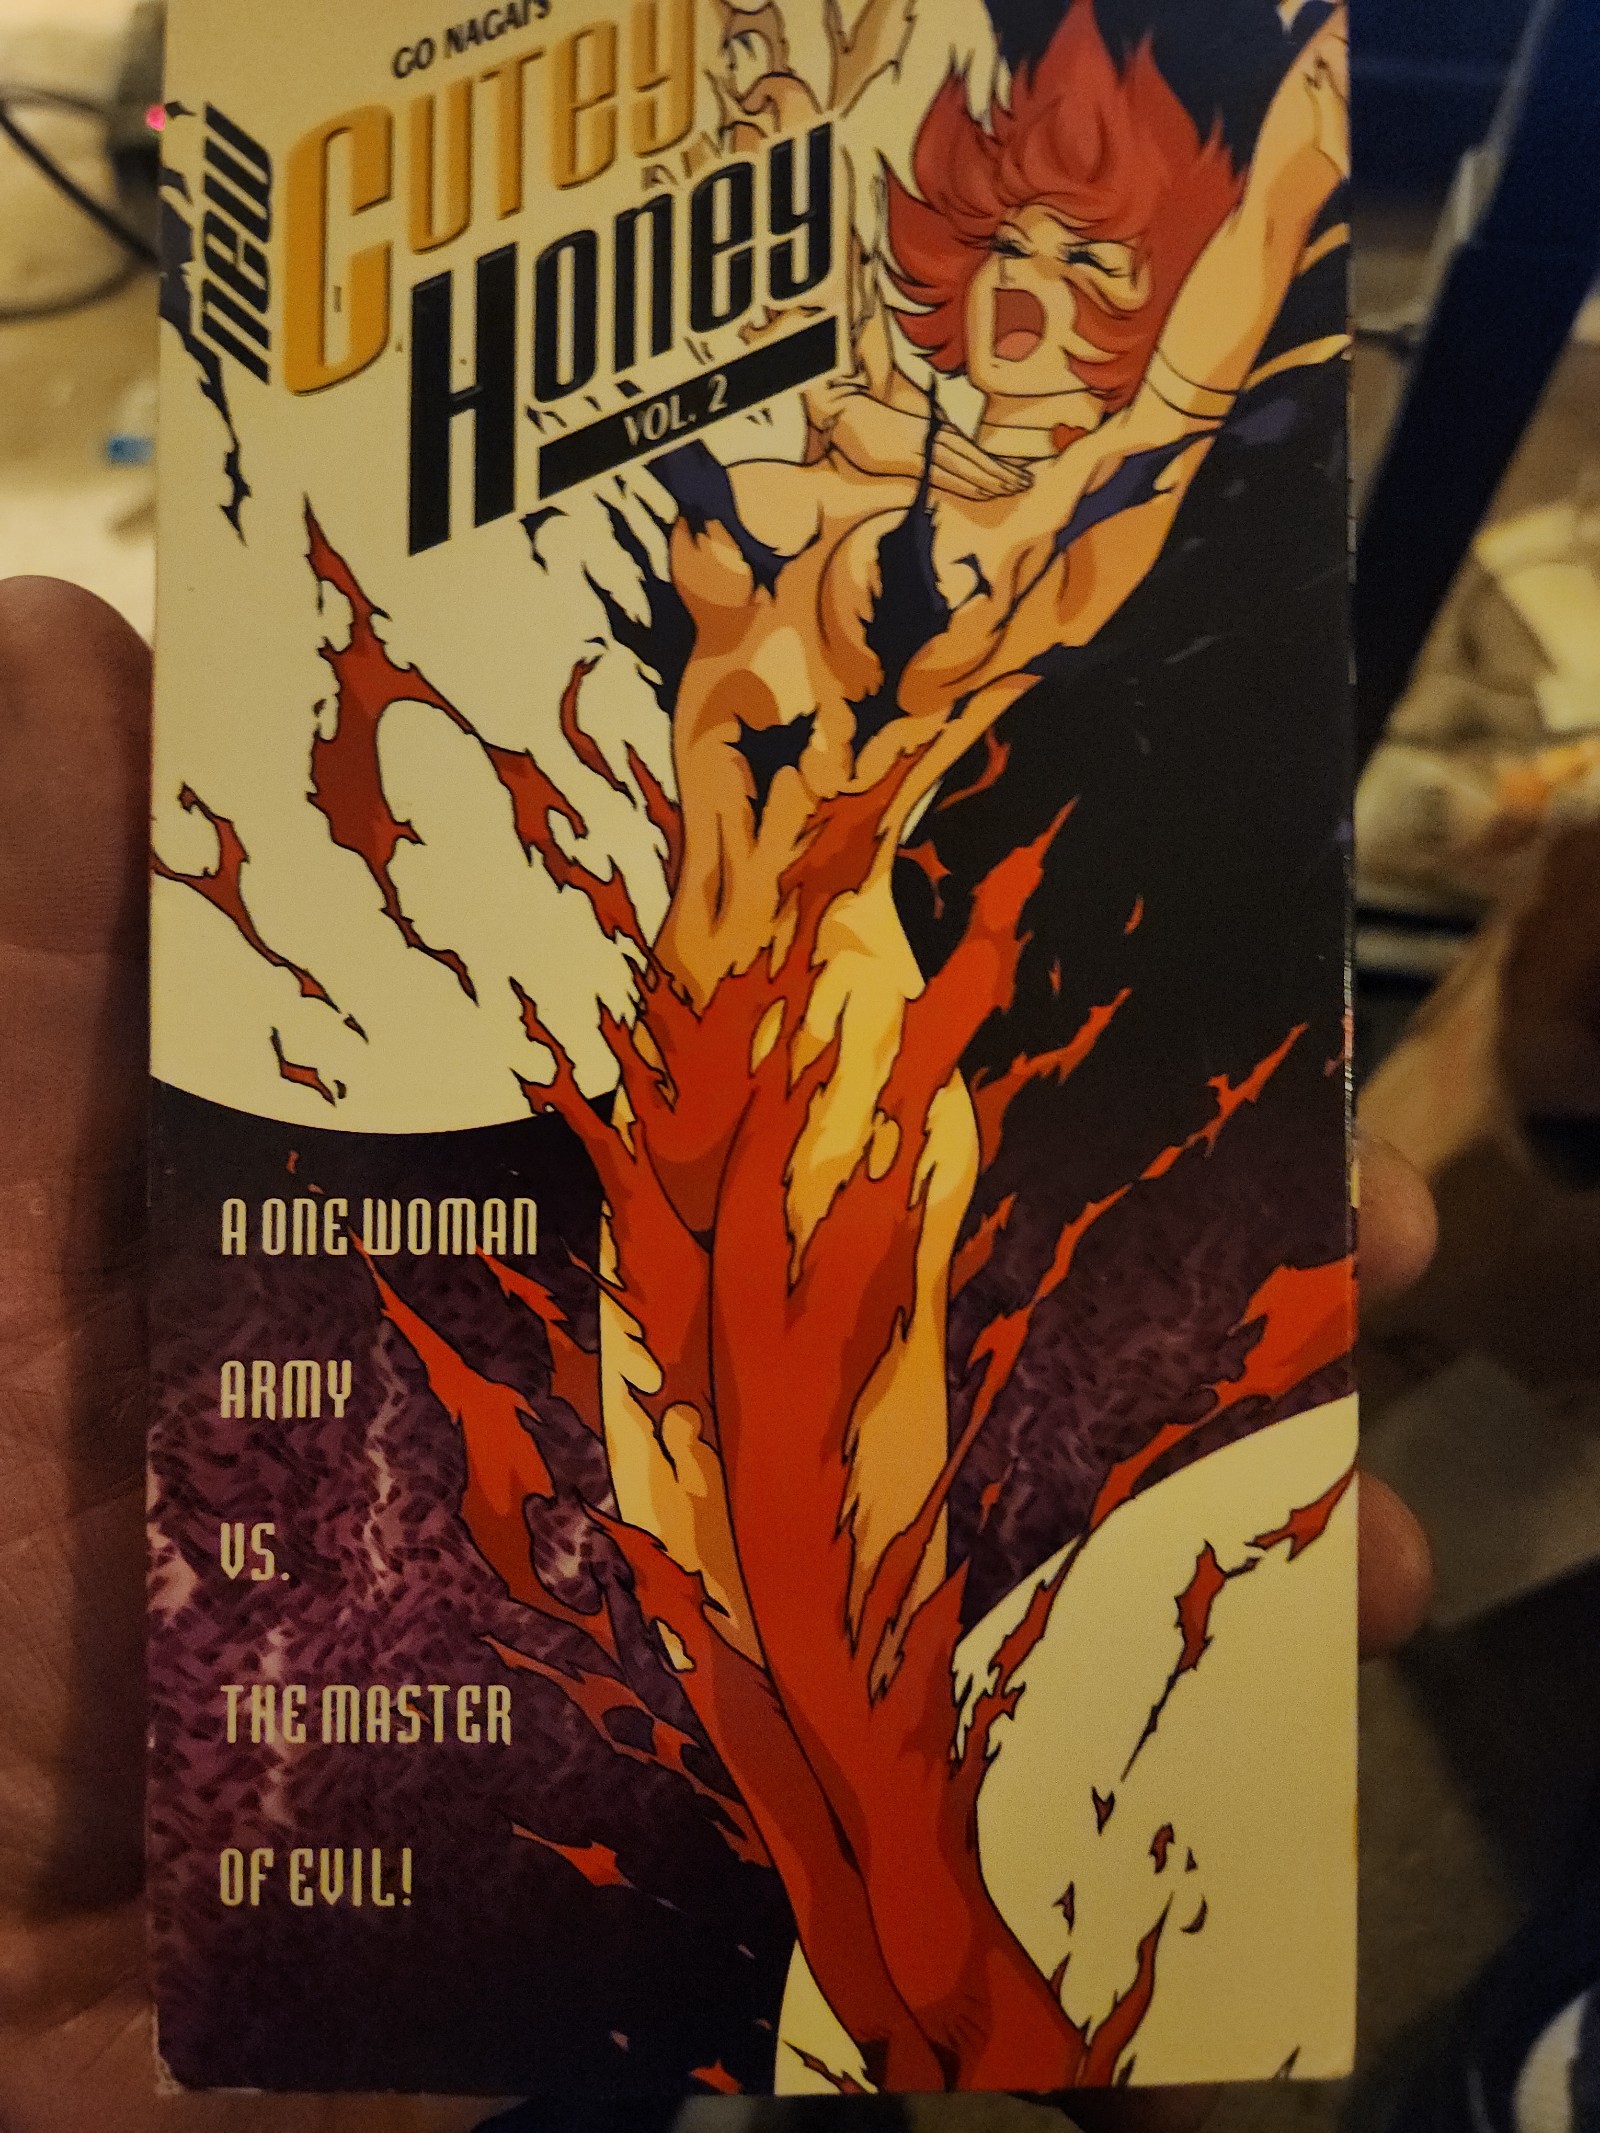 GO NAGAI'S
new
Cutey
Honey
VOL. 2
A ONE WOMAN
ARMY
VS.
THE MASTER
OF EVIL!